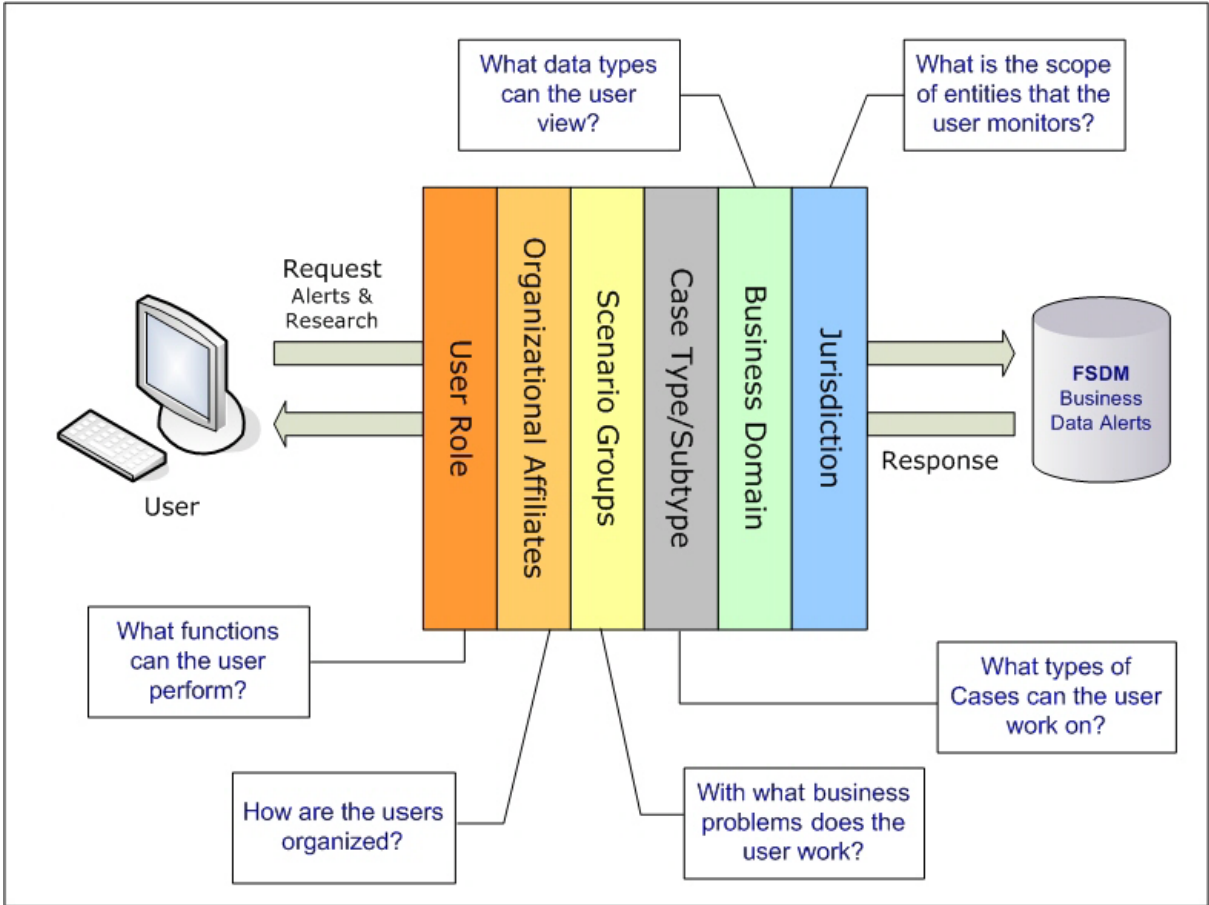 What data types
can the user
view?
What is the scope
of entities that the
user monitors?
Request
Alerts &
Research
User Role
Organizational Affiliates
Scenario Groups
Case Type/Subtype
Business Domain
Jurisdiction
FSDM
Business
Data Alerts
Response
User
What functions
can the user
perform?
What types of
Cases can the user
work on?
How are the users
organized?
With what business
problems does the
user work?